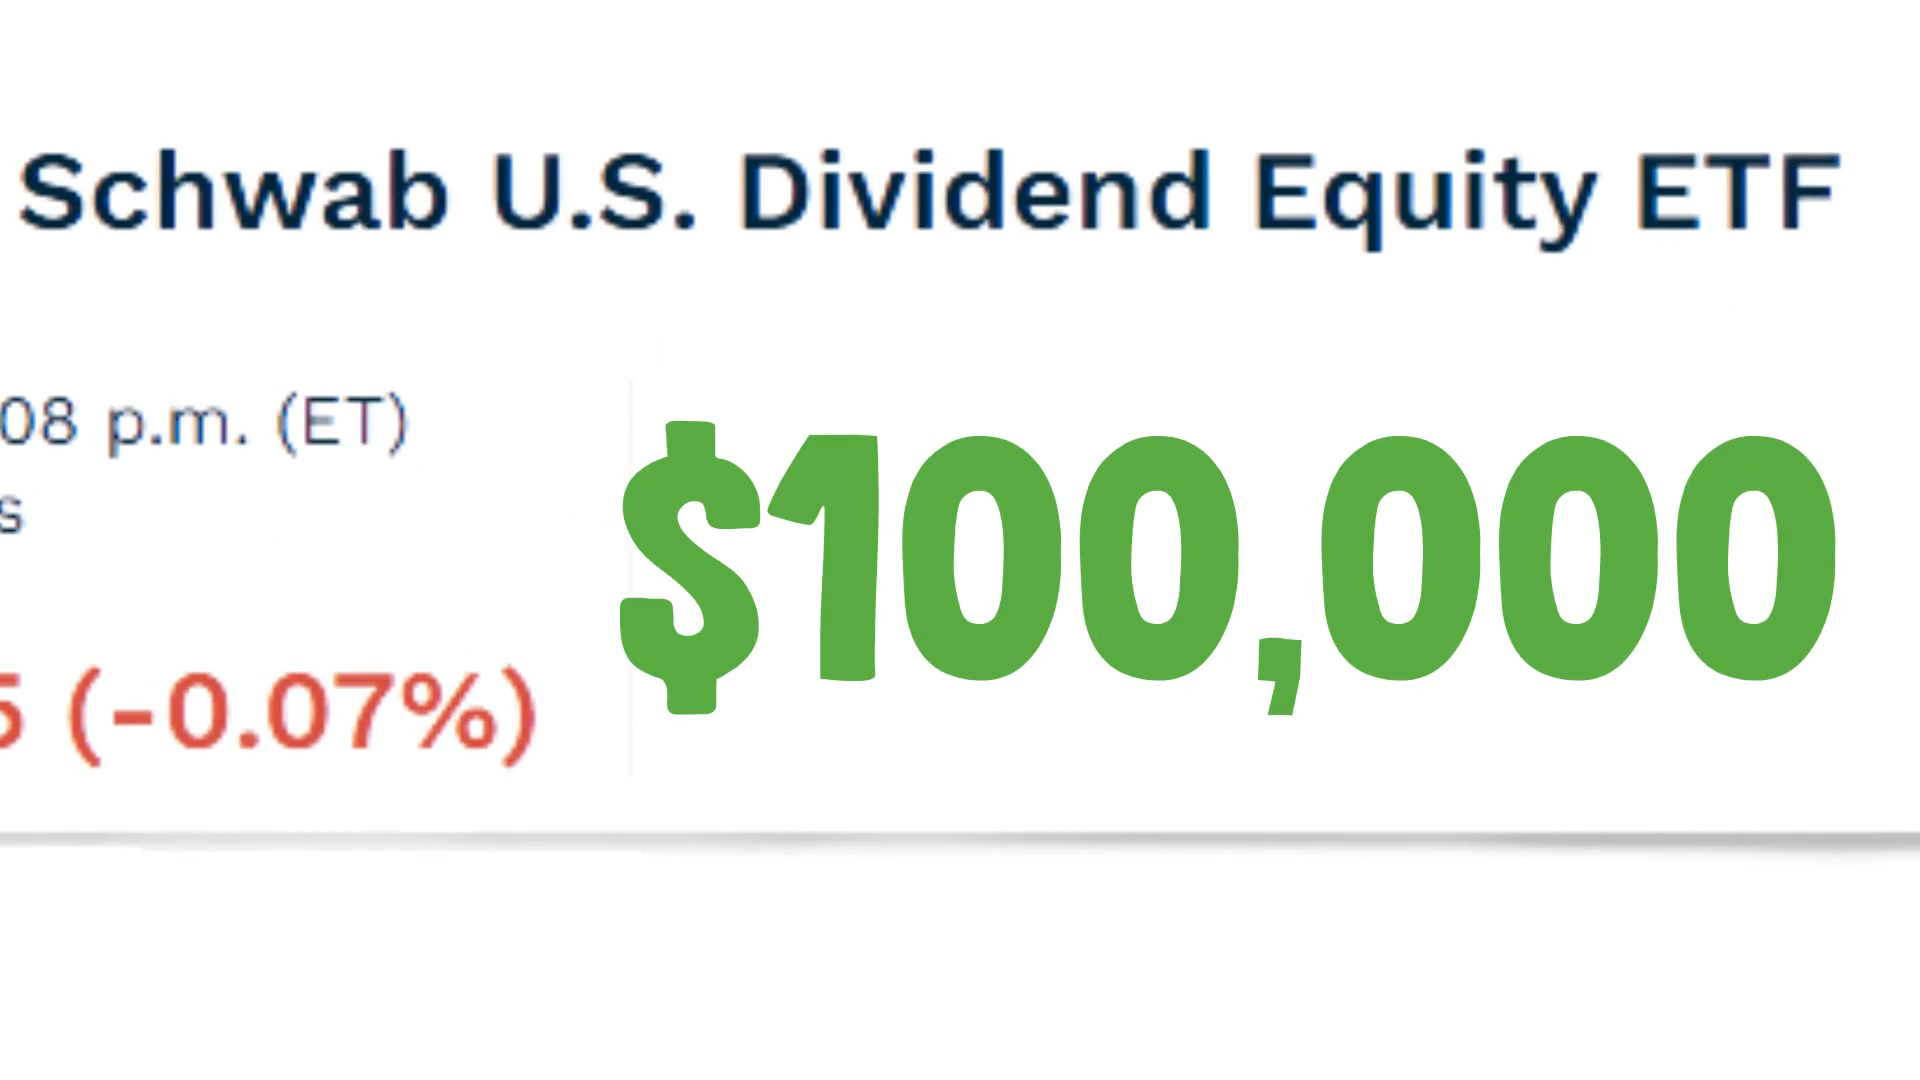 Schwab U.S. Dividend Equity ETF
08 p.m. (ET)
s
$100,000
5 (-0.07%)